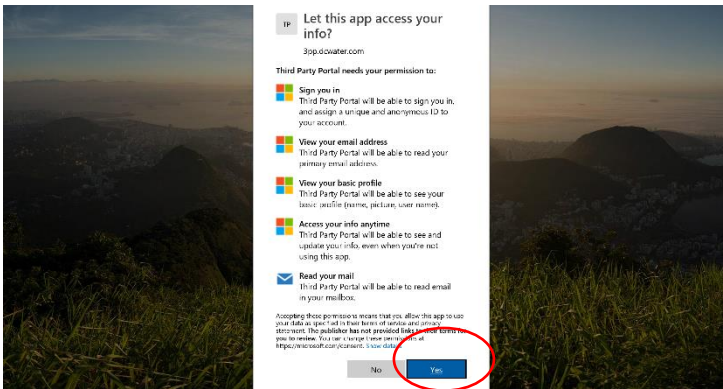 TP
Let this app access your
info?
3pp.dcwater.com
Third Party Portal needs your permission to:
Sign you in
Third Party Portal will be able to sign you in,
and assign a unique and anonymous ID to
your account.
View your email address
Third Party Portal will be able to read your
primary email address.
View your basic profile
Third Party Portal will be able to see your
basic profile (name, picture, user name).
Access your info anytime
Third Party Portal will be able to see and
update your info, even when you're not
using this app.
Read your mail
Third Party Portal will be able to read email
in your mailbox.
Accepting these permissions means that you allow this app to use
your data as specified in their terms of service and privacy
statement. The publisher has not provided links to their terms for
you to review. You can change these permissions at
https://microsoft.com/consent. Show details
No
Yes